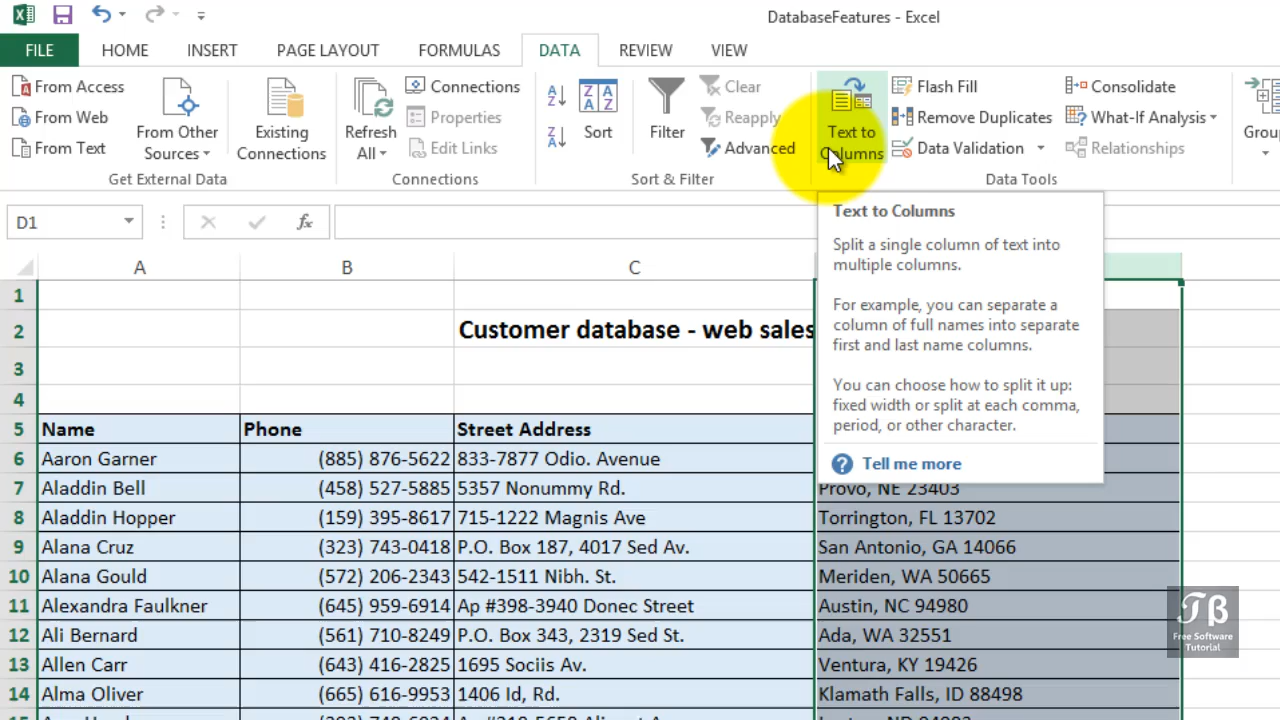 DatabaseFeatures - Excel
FILE HOME INSERT PAGE LAYOUT FORMULAS DATA REVIEW VIEW
From Access
From Web
From Text
From Other
Sources
Existing
Connections
Get External Data
Refresh
All
Connections
Properties
Edit Links
Connections
Sort
Filter
Clear
Reapply
Advanced
Sort & Filter
Text to
Columns
Flash Fill
Remove Duplicates
Data Validation
Consolidate
What-If Analysis
Relationships
Data Tools
Group
D1
fx
Text to Columns
Split a single column of text into
multiple columns.
For example, you can separate a
column of full names into separate
first and last name columns.
You can choose how to split it up:
fixed width or split at each comma,
period, or other character.
Tell me more
A B C
1
2 Customer database - web sales
3
4
5 Name Phone Street Address
6 Aaron Garner (885) 876-5622 833-7877 Odio. Avenue
7 Aladdin Bell (458) 527-5885 5357 Nonummy Rd. Provo, NE 23403
8 Aladdin Hopper (159) 395-8617 715-1222 Magnis Ave Torrington, FL 13702
9 Alana Cruz (323) 743-0418 P.O. Box 187, 4017 Sed Av. San Antonio, GA 14066
10 Alana Gould (572) 206-2343 542-1511 Nibh. St. Meriden, WA 50665
11 Alexandra Faulkner (645) 959-6914 Ap #398-3940 Donec Street Austin, NC 94980
12 Ali Bernard (561) 710-8249 P.O. Box 343, 2319 Sed St. Ada, WA 32551
13 Allen Carr (643) 416-2825 1695 Sociis Av. Ventura, KY 19426
14 Alma Oliver (665) 616-9953 1406 Id, Rd. Klamath Falls, ID 88498
TB
Free Software
Tutorial